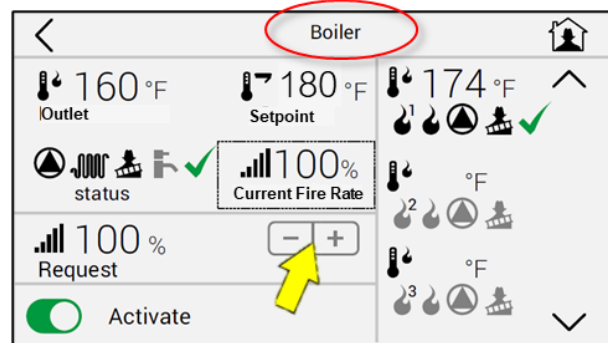 Boiler
160 °F
Outlet
180 °F
Setpoint
status
100%
Current Fire Rate
100 %
Request
− +
Activate
174 °F
1
°F
2
°F
3